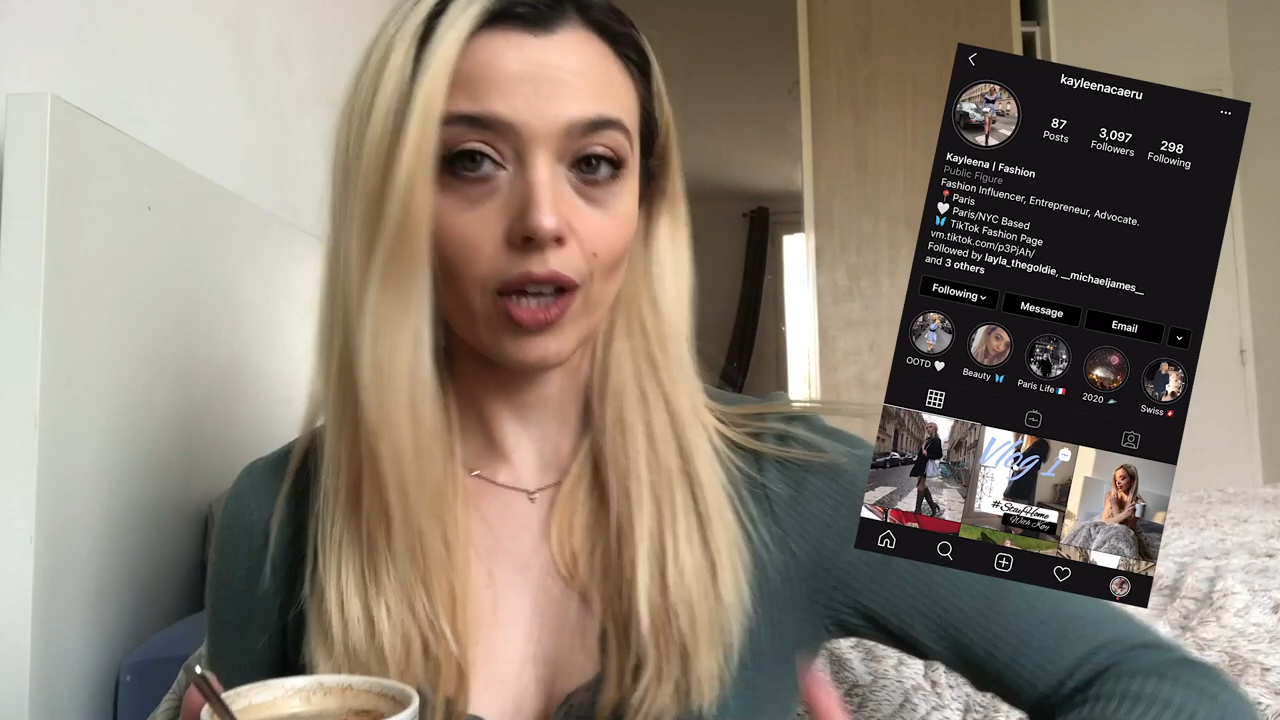 kayleenacaeru
87
Posts
3,097
Followers
298
Following
Kayleena | Fashion
Public Figure
Fashion Influencer, Entrepreneur, Advocate.
📍 Paris
🤍 Paris/NYC Based
🦋 TikTok Fashion Page
vm.tiktok.com/p3PjAh/
Followed by layla_thegoldie, __michaeljames__
and 3 others
Following
Message
Email
OOTD 🤍
Beauty 🦋
Paris Life 🇫🇷
2020
Swiss 🇨🇭
Vlog 1
#StayHome
With Kay